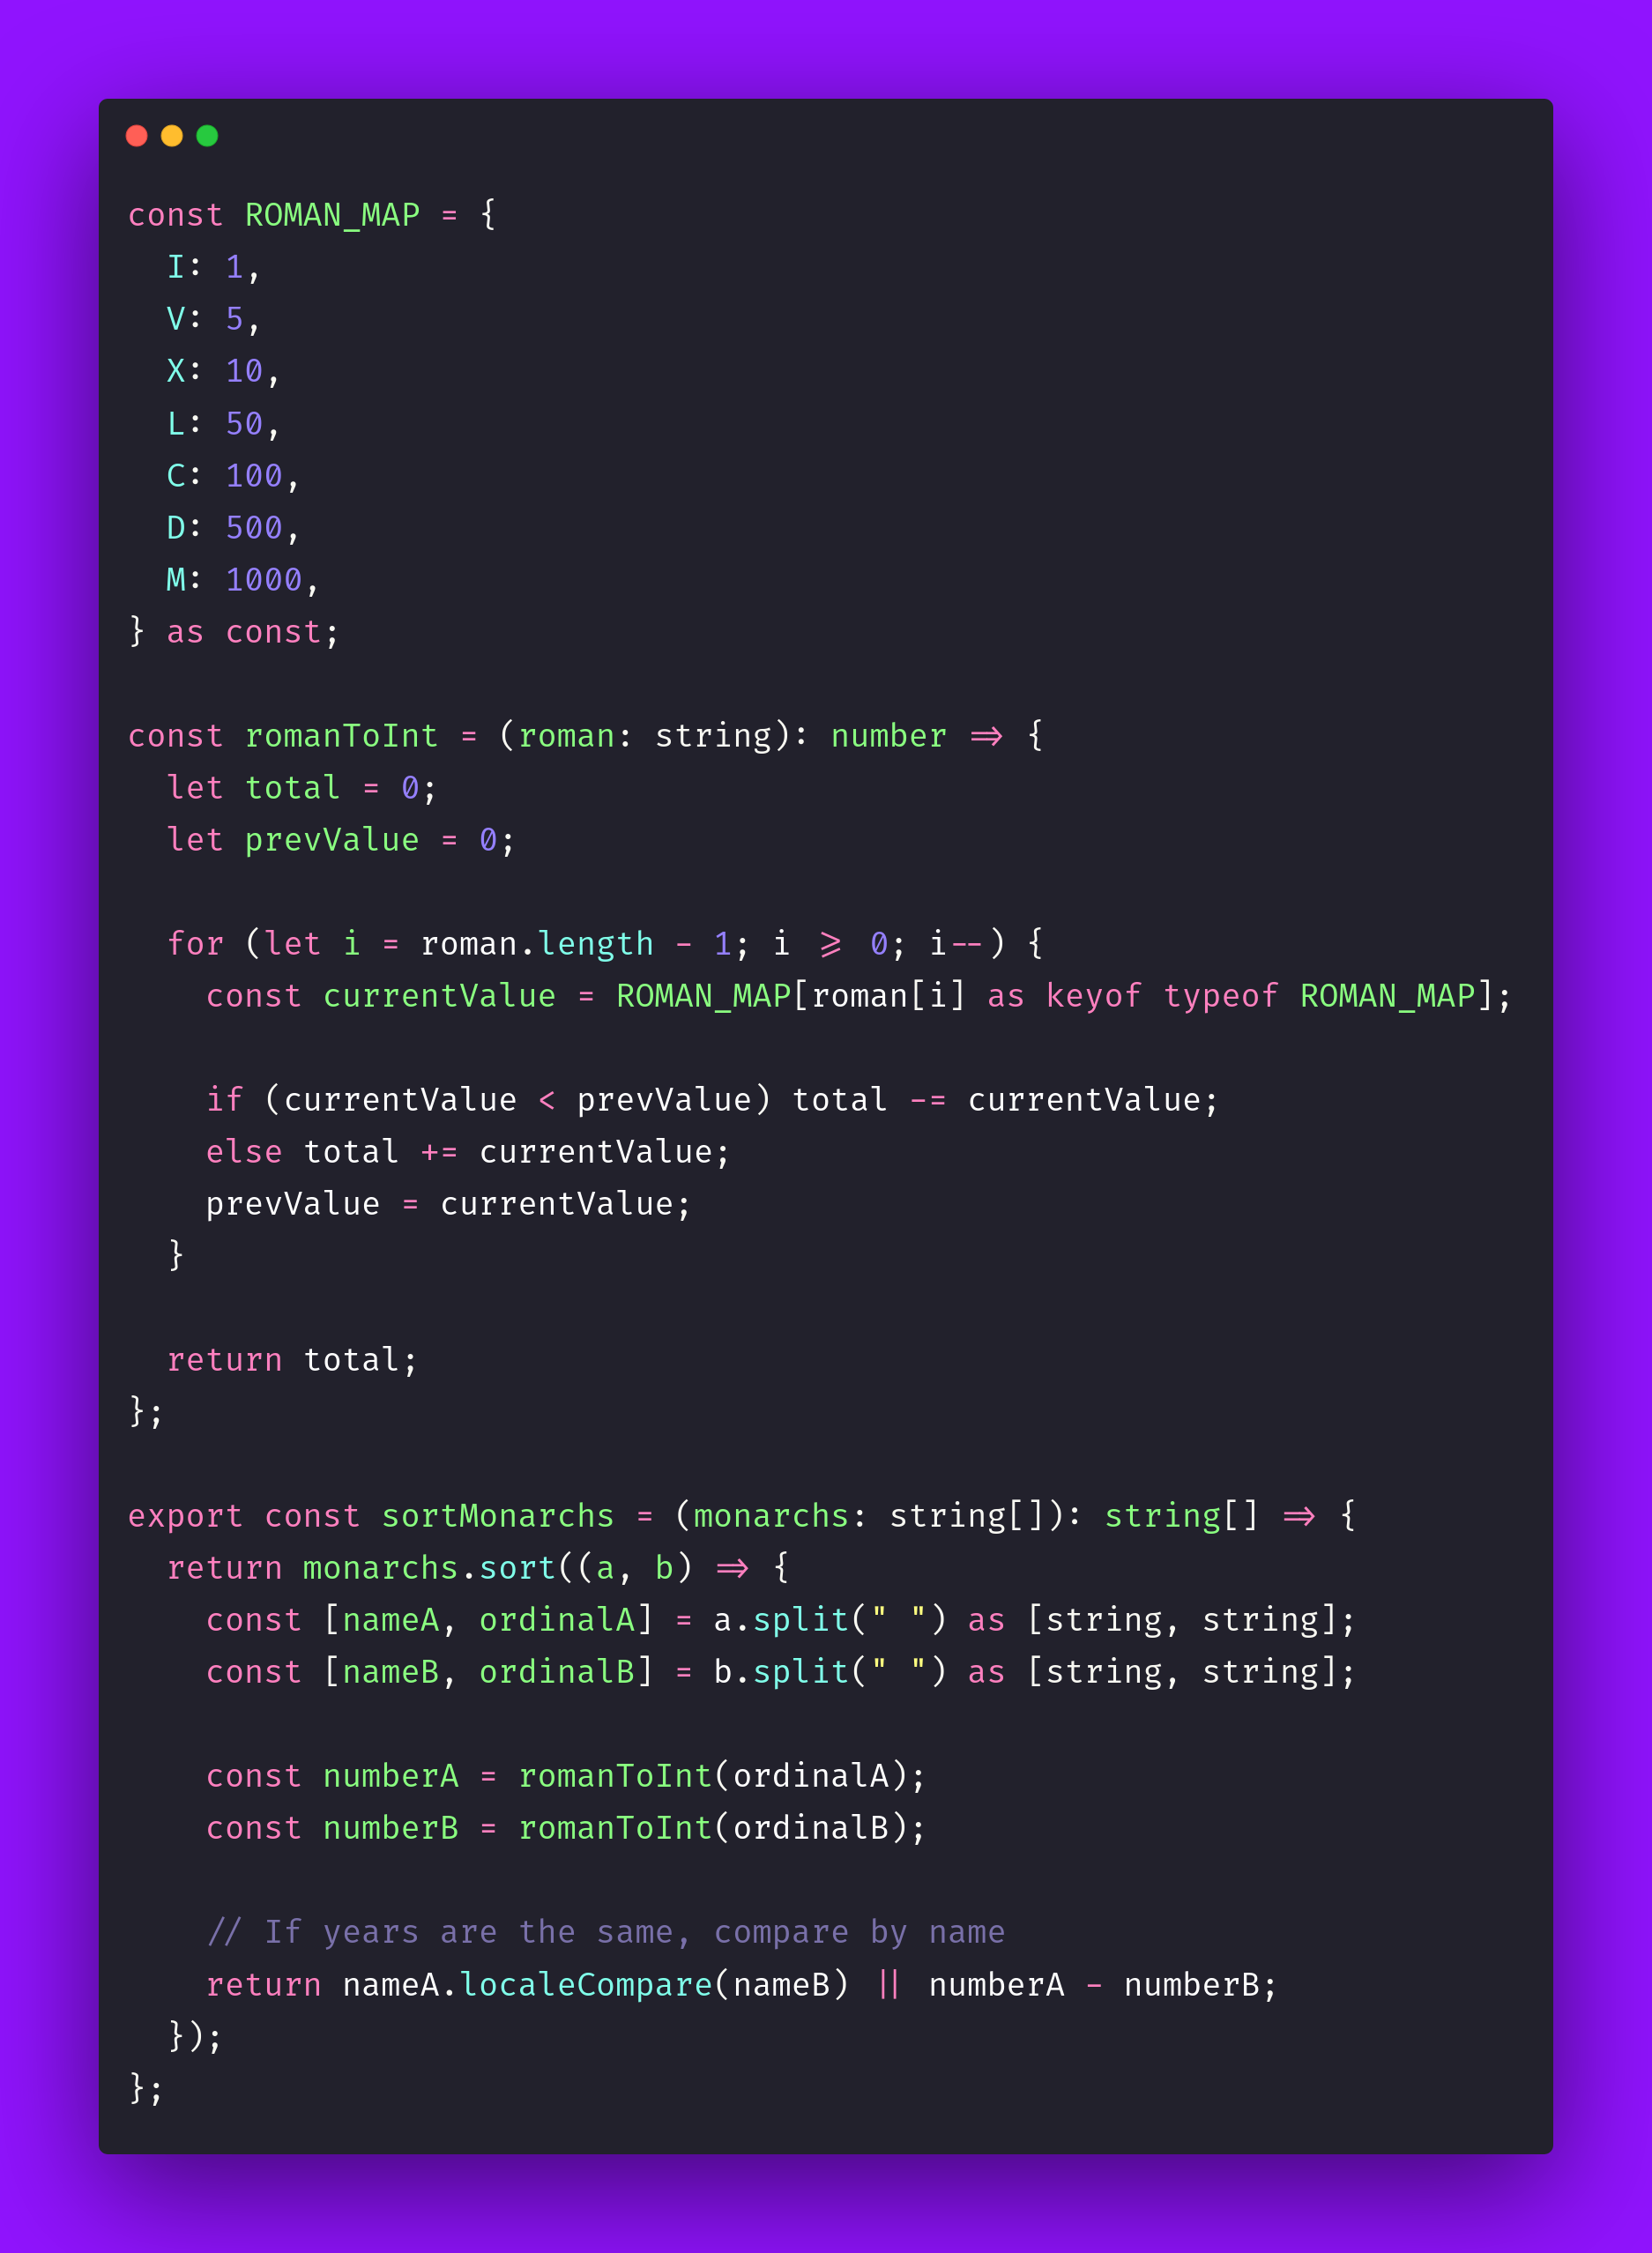 const ROMAN_MAP = {
  I: 1,
  V: 5,
  X: 10,
  L: 50,
  C: 100,
  D: 500,
  M: 1000,
} as const;

const romanToInt = (roman: string): number => {
  let total = 0;
  let prevValue = 0;

  for (let i = roman.length - 1; i >= 0; i--) {
    const currentValue = ROMAN_MAP[roman[i] as keyof typeof ROMAN_MAP];

    if (currentValue < prevValue) total -= currentValue;
    else total += currentValue;
    prevValue = currentValue;
  }

  return total;
};

export const sortMonarchs = (monarchs: string[]): string[] => {
  return monarchs.sort((a, b) => {
    const [nameA, ordinalA] = a.split(" ") as [string, string];
    const [nameB, ordinalB] = b.split(" ") as [string, string];

    const numberA = romanToInt(ordinalA);
    const numberB = romanToInt(ordinalB);

    // If years are the same, compare by name
    return nameA.localeCompare(nameB) || numberA - numberB;
  });
};